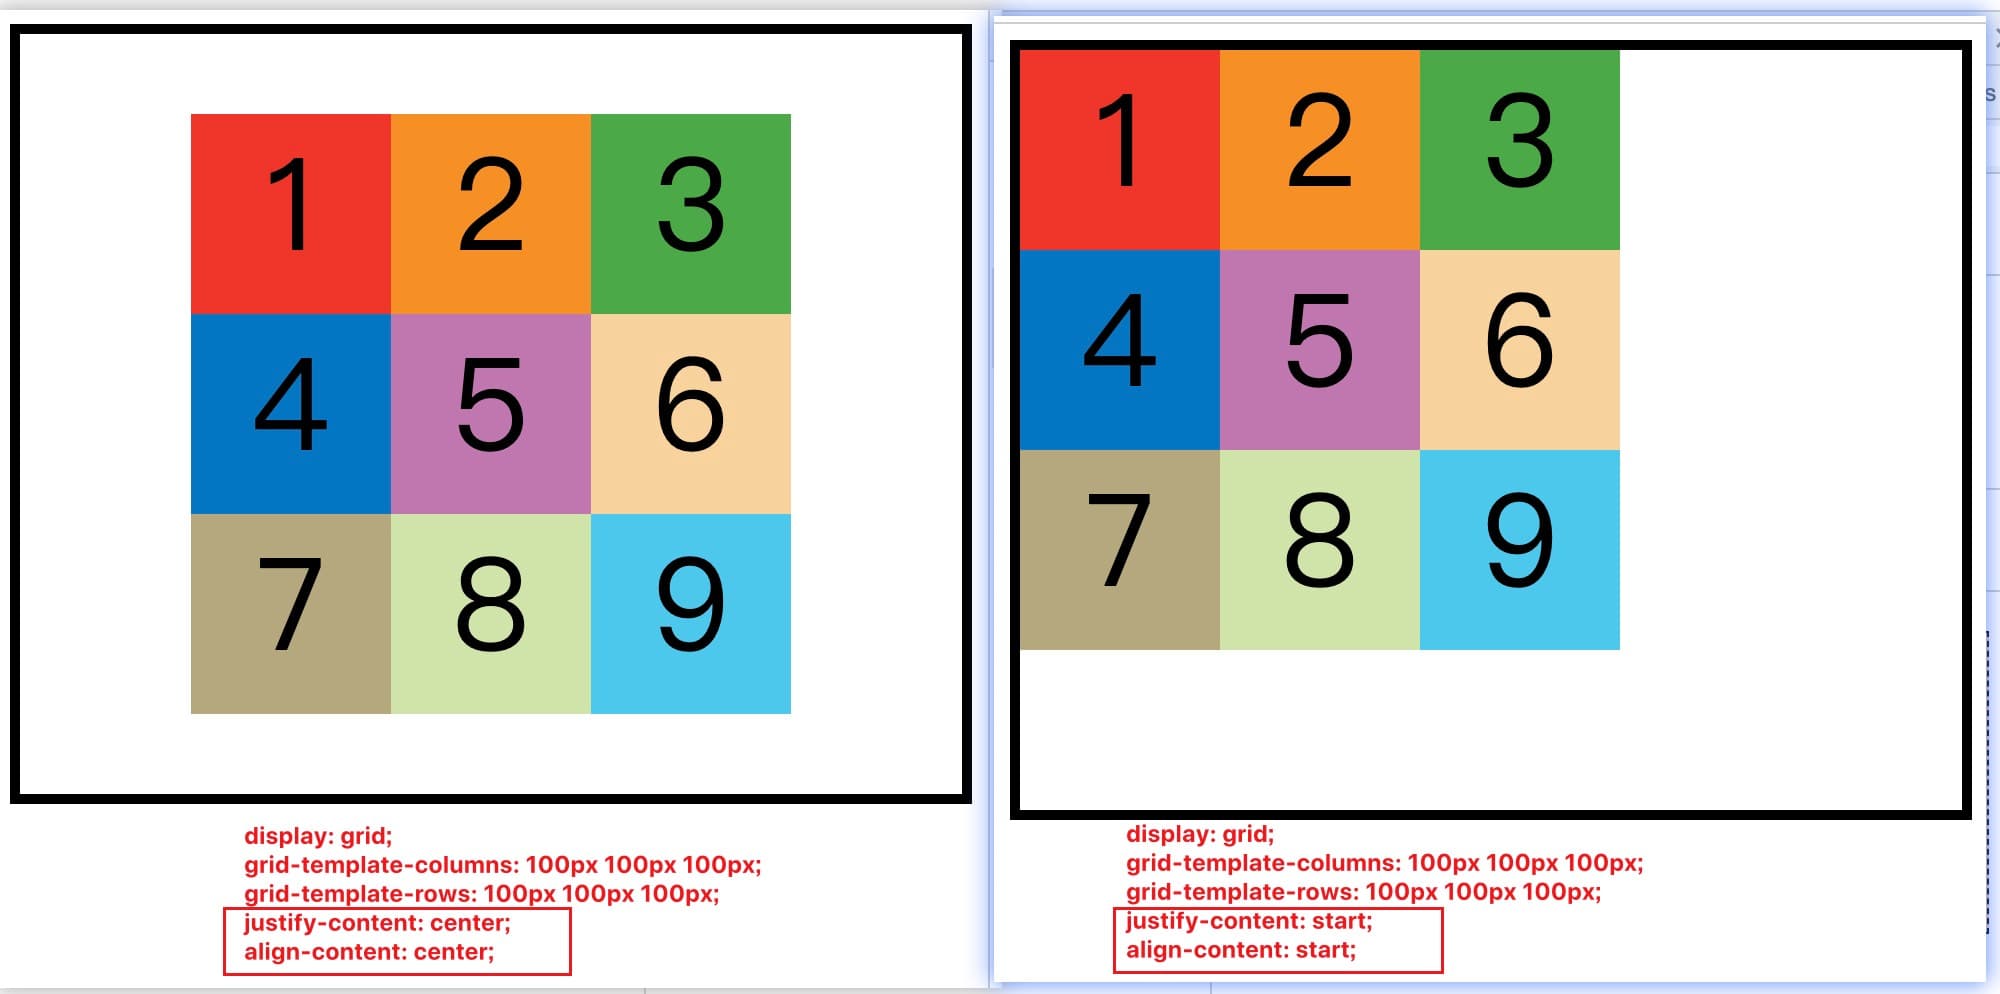 1 2 3
4 5 6
7 8 9
display: grid;
grid-template-columns: 100px 100px 100px;
grid-template-rows: 100px 100px 100px;
justify-content: center;
align-content: center;
1 2 3
4 5 6
7 8 9
display: grid;
grid-template-columns: 100px 100px 100px;
grid-template-rows: 100px 100px 100px;
justify-content: start;
align-content: start;
s